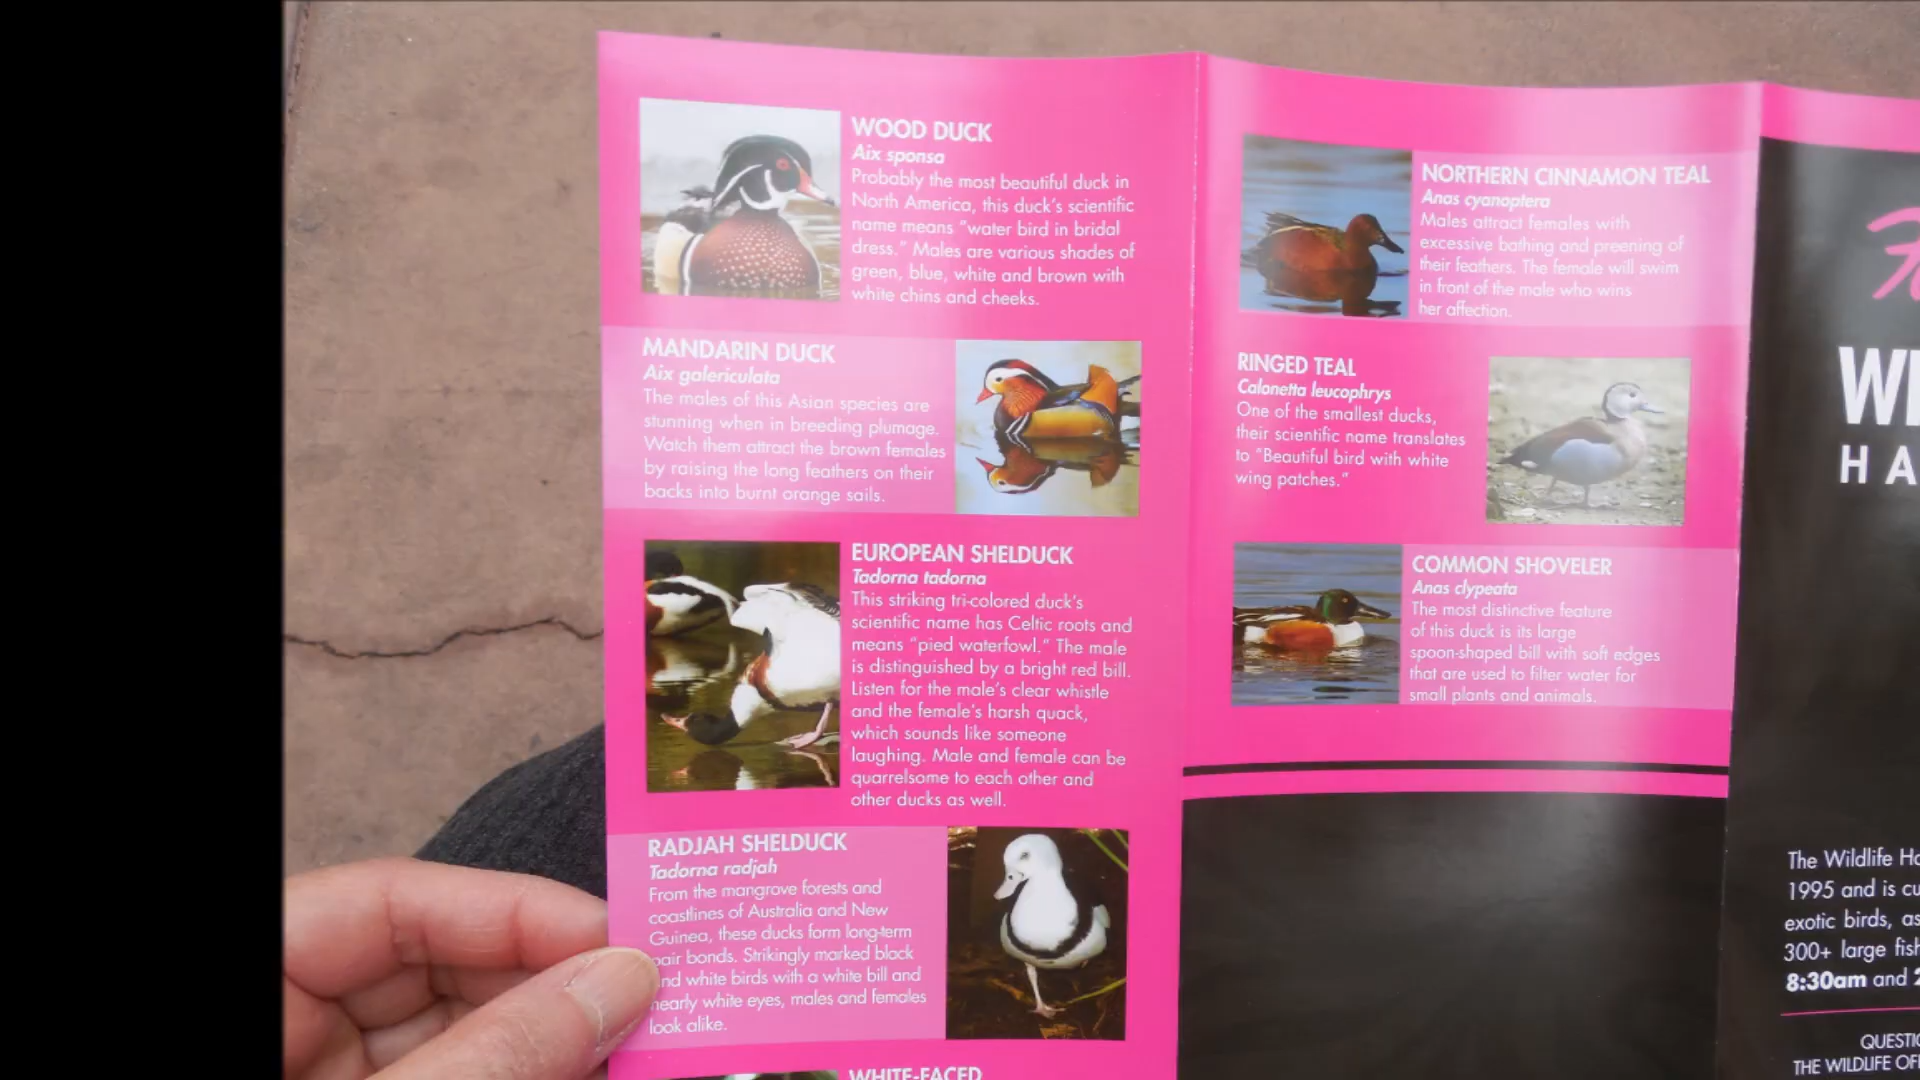 WOOD DUCK
Aix sponsa
Probably the most beautiful duck in
North America, this duck's scientific
name means "water bird in bridal
dress." Males are various shades of
green, blue, white and brown with
white chins and cheeks.
MANDARIN DUCK
Aix galericulata
The males of this Asian species are
stunning when in breeding plumage.
Watch them attract the brown females
by raising the long feathers on their
backs into burnt orange sails.
EUROPEAN SHELDUCK
Tadorna tadorna
This striking tri-colored duck's
scientific name has Celtic roots and
means "pied waterfowl." The male
is distinguished by a bright red bill.
Listen for the male's clear whistle
and the female's harsh quack,
which sounds like someone
laughing. Male and female can be
quarrelsome to each other and
other ducks as well.
RADJAH SHELDUCK
Tadorna radjah
From the mangrove forests and
coastlines of Australia and New
Guinea, these ducks form long-term
pair bonds. Strikingly marked black
and white birds with a white bill and
nearly white eyes, males and females
look alike.
WHITE-FACED
NORTHERN CINNAMON TEAL
Anas cyanoptera
Males attract females with
excessive bathing and preening of
their feathers. The female will swim
in front of the male who wins
her affection.
RINGED TEAL
Calonetta leucophrys
One of the smallest ducks,
their scientific name translates
to "Beautiful bird with white
wing patches."
COMMON SHOVELER
Anas clypeata
The most distinctive feature
of this duck is its large
spoon-shaped bill with soft edges
that are used to filter water for
small plants and animals.
HA
The Wildlife
1995 and is
exotic birds,
300+ large
8:30am and
THE WILDLIFE